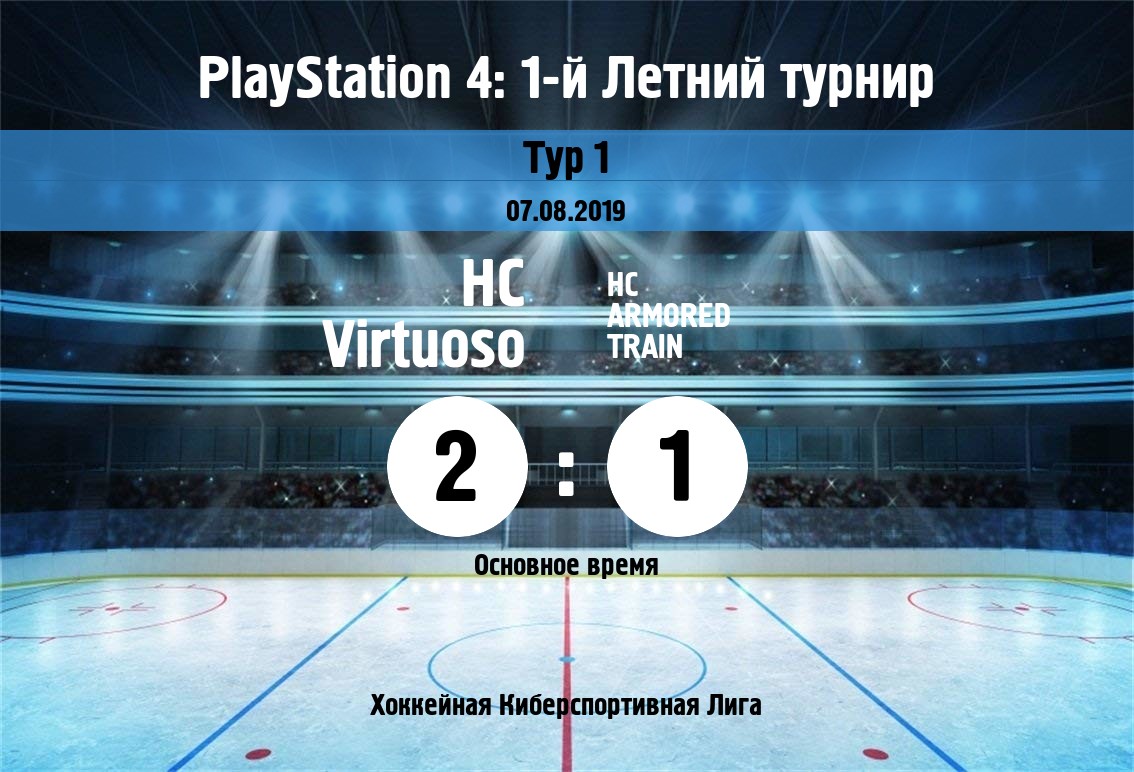 PlayStation 4: 1-й Летний турнир
Тур 1
07.08.2019
HC
Virtuoso
HC
ARMORED
TRAIN
2 : 1
Основное время
Хоккейная Киберспортивная Лига